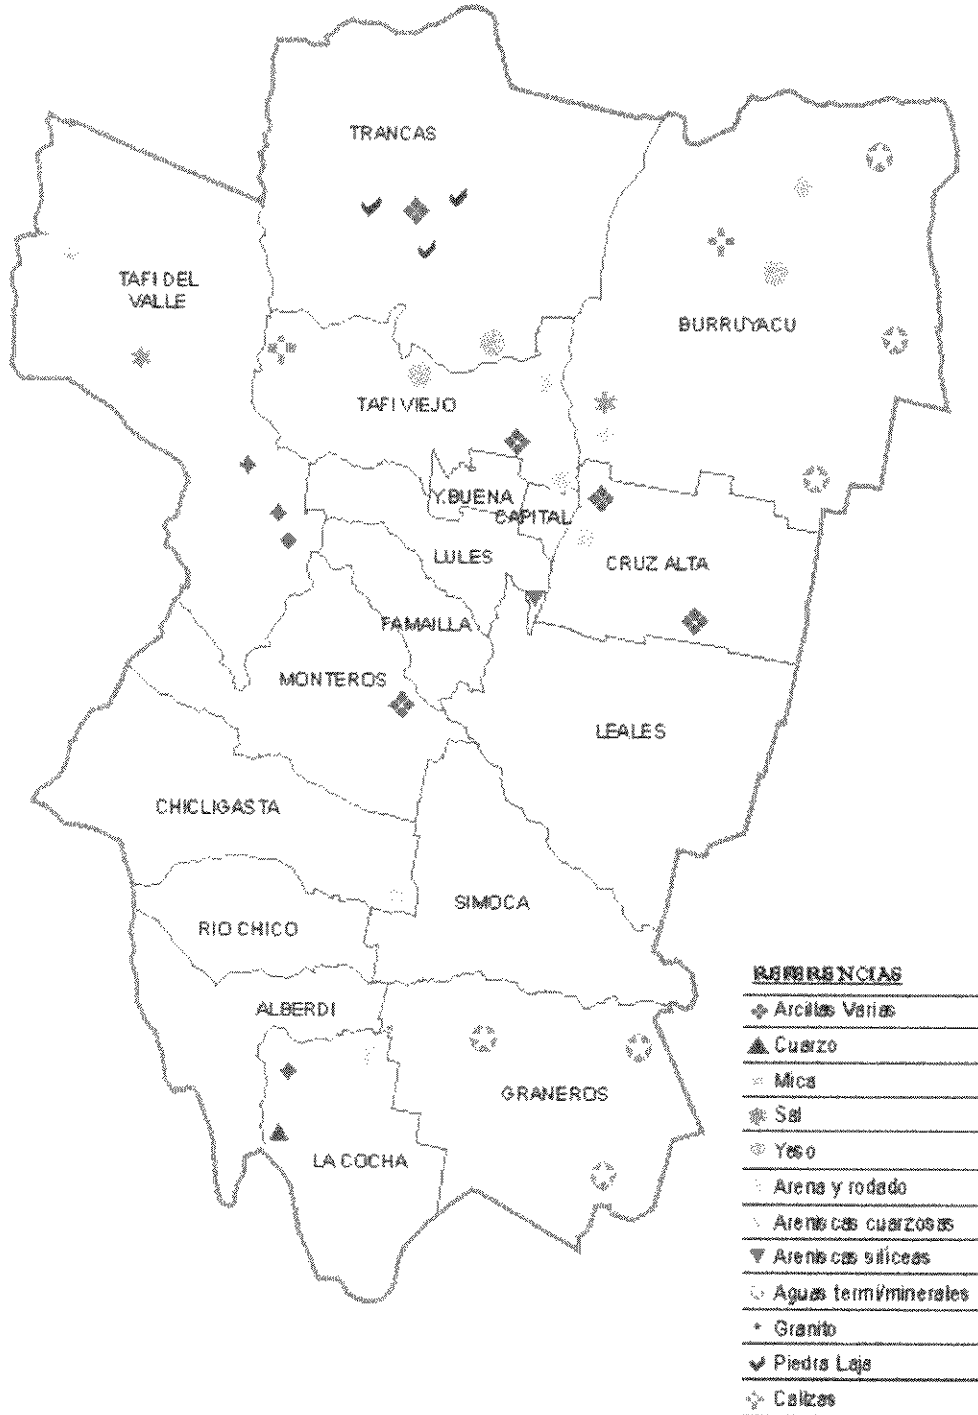 TRANCAS
TAFI DEL
VALLE
BURRUYACU
TAFI VIEJO
Y. BUENA
CAPITAL
LULES
CRUZ ALTA
FAMAILLA
MONTEROS
LEALES
CHICLIGASTA
SIMOCA
RIO CHICO
ALBERDI
GRANEROS
LA COCHA
REFERENCIAS
Arcillas Varias
Cuarzo
Mica
Sal
Yeso
Arena y rodado
Areniscas cuarzosas
Areniscas silíceas
Aguas term/minerales
Granito
Piedra Laja
Calizas